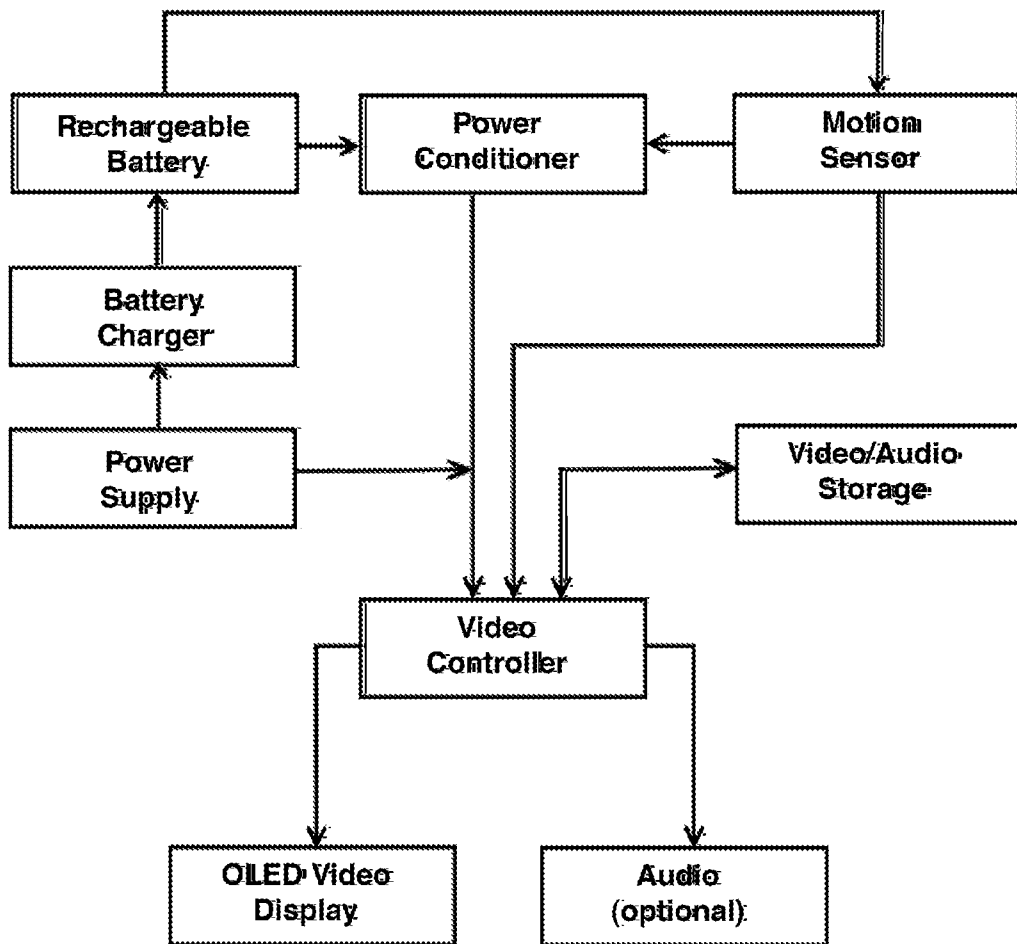 Rechargeable
Battery
Power
Conditioner
Motion
Sensor
Battery
Charger
Power
Supply
Video/Audio
Storage
Video
Controller
OLED Video
Display
Audio
(optional)